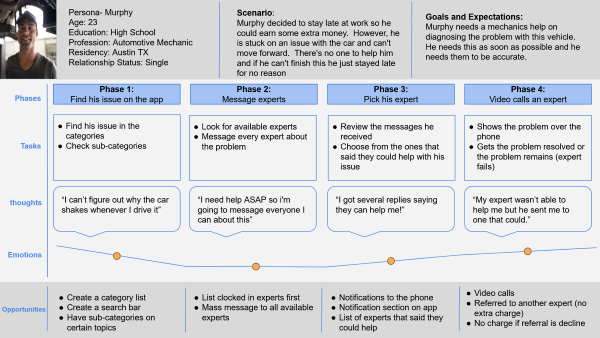 Persona- Murphy
Age: 23
Education: High School
Profession: Automotive Mechanic
Residency: Austin TX
Relationship Status: Single
Scenario:
Murphy decided to stay late at work so he
could earn some extra money. However, he
is stuck on an issue with the car and can't
move forward. There's no one to help him
and if he can't finish this he just stayed late
for no reason
Goals and Expectations:
Murphy needs a mechanics help on
diagnosing the problem with this vehicle.
He needs this as soon as possible and he
needs them to be accurate.
Phases
Phase 1:
Find his issue on the app
Phase 2:
Message experts
Phase 3:
Pick his expert
Phase 4:
Video calls an expert
Tasks
● Find his issue in the
categories
● Check sub-categories
● Look for available experts
● Message every expert about
the problem
● Review the messages he
received
● Choose from the ones that
said they could help with his
issue
● Shows the problem over the
phone
● Gets the problem resolved or
the problem remains (expert
fails)
thoughts
“I can’t figure out why the car
shakes whenever I drive it”
“I need help ASAP so i’m
going to message everyone I
can about this”
“I got several replies saying
they can help me!”
“My expert wasn’t able to
help me but he sent me to
one that could.”
Emotions
Opportunities
● Create a category list
● Create a search bar
● Have sub-categories on
certain topics
● List clocked in experts first
● Mass message to all available
experts
● Notifications to the phone
● Notification section on app
● List of experts that said they
could help
● Video calls
● Referred to another expert (no
extra charge)
● No charge if referral is decline